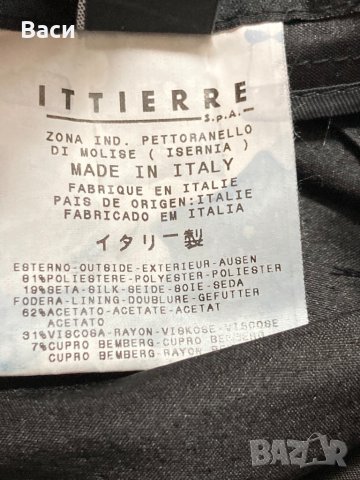 Васи
ITTIERRE
S.p.A.
ZONA IND. PETTORANELLO
DI MOLISE ( ISERNIA )
MADE IN ITALY
FABRIQUE EN ITALIE
PAIS DE ORIGEN:ITALIE
FABRICADO EM ITALIA
イタリー製
ESTERNO-OUTSIDE-EXTERIEUR-AUSEN
81%POLIESTERE-POLYESTER-POLIESTER
19%SETA-SILK-SEIDE-SOIE-SEDA
FODERA-LINING-DOUBLURE-GEFUTTER
62%ACETATO-ACETATE-ACETAT
ACETATO
31%VISCOSA-RAYON-VISKOSE-VISCOSE
7%CUPRO BEMBERG-CUPRO BEMBERG
CUPRO BEMBERG-RAYON BEMBERG
BAZAR
bg